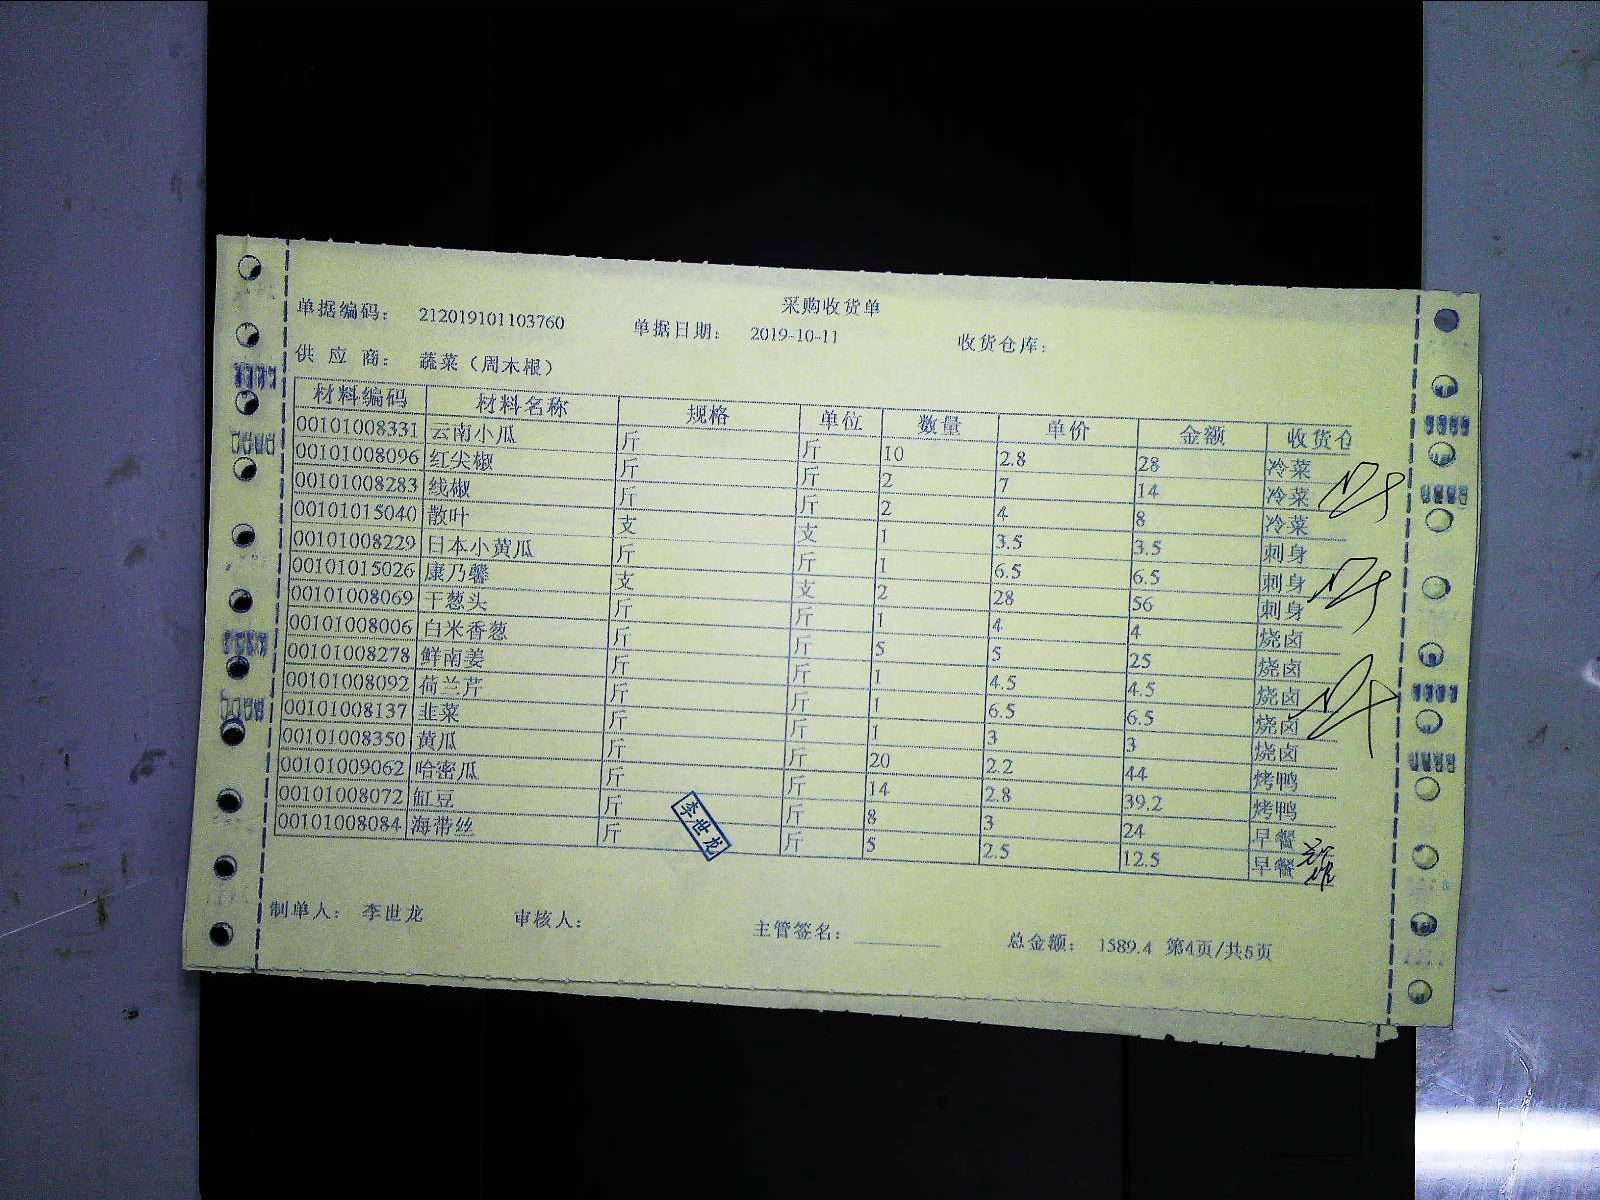 采购收货单
单据编码: 212019101103760 单据日期: 2019-10-11 收货仓库:
供 应 商: 蔬菜（周木根）
材料编码 材料名称 规格 单位 数量 单价 金额 收货仓
00101008331 云南小瓜 斤 斤 10 2.8 28 冷菜
00101008096 红尖椒 斤 斤 2 7 14 冷菜
00101008283 线椒 斤 斤 2 4 8 冷菜
00101015040 散叶 支 支 1 3.5 3.5 刺身
00101008229 日本小黄瓜 斤 斤 1 6.5 6.5 刺身
00101015026 康乃馨 支 支 2 28 56 刺身
00101008069 干葱头 斤 斤 1 4 4 烧卤
00101008006 白米香葱 斤 斤 5 5 25 烧卤
00101008278 鲜南姜 斤 斤 1 4.5 4.5 烧卤
00101008092 荷兰芹 斤 斤 1 6.5 6.5 烧卤
00101008137 韭菜 斤 斤 1 3 3 烧卤
00101008350 黄瓜 斤 斤 20 2.2 44 烤鸭
00101009062 哈密瓜 斤 斤 14 2.8 39.2 烤鸭
00101008072 缸豆 斤 斤 8 3 24 早餐
00101008084 海带丝 斤 斤 5 2.5 12.5 早餐
李世龙
制单人: 李世龙 审核人: 主管签名: 总金额: 1589.4 第4页/共5页